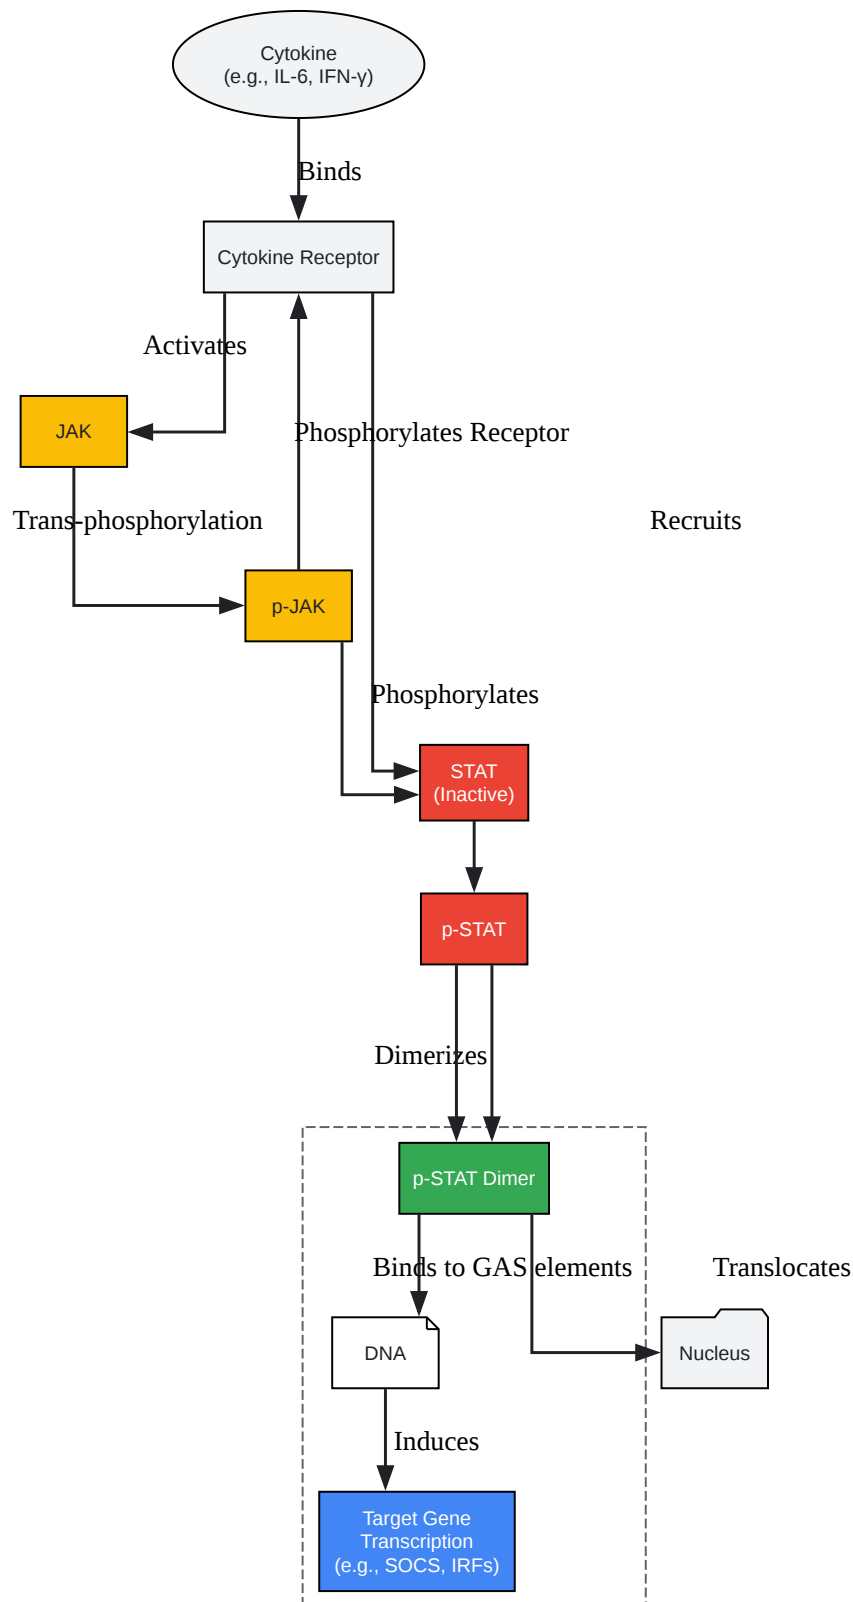 Cytokine
(e.g., IL-6, IFN-γ)
Binds
Cytokine Receptor
Activates
JAK
Phosphorylates Receptor
Trans-phosphorylation
Recruits
p-JAK
Phosphorylates
STAT
(Inactive)
p-STAT
Dimerizes
p-STAT Dimer
Binds to GAS elements
Translocates
DNA
Nucleus
Induces
Target Gene
Transcription
(e.g., SOCS, IRFs)